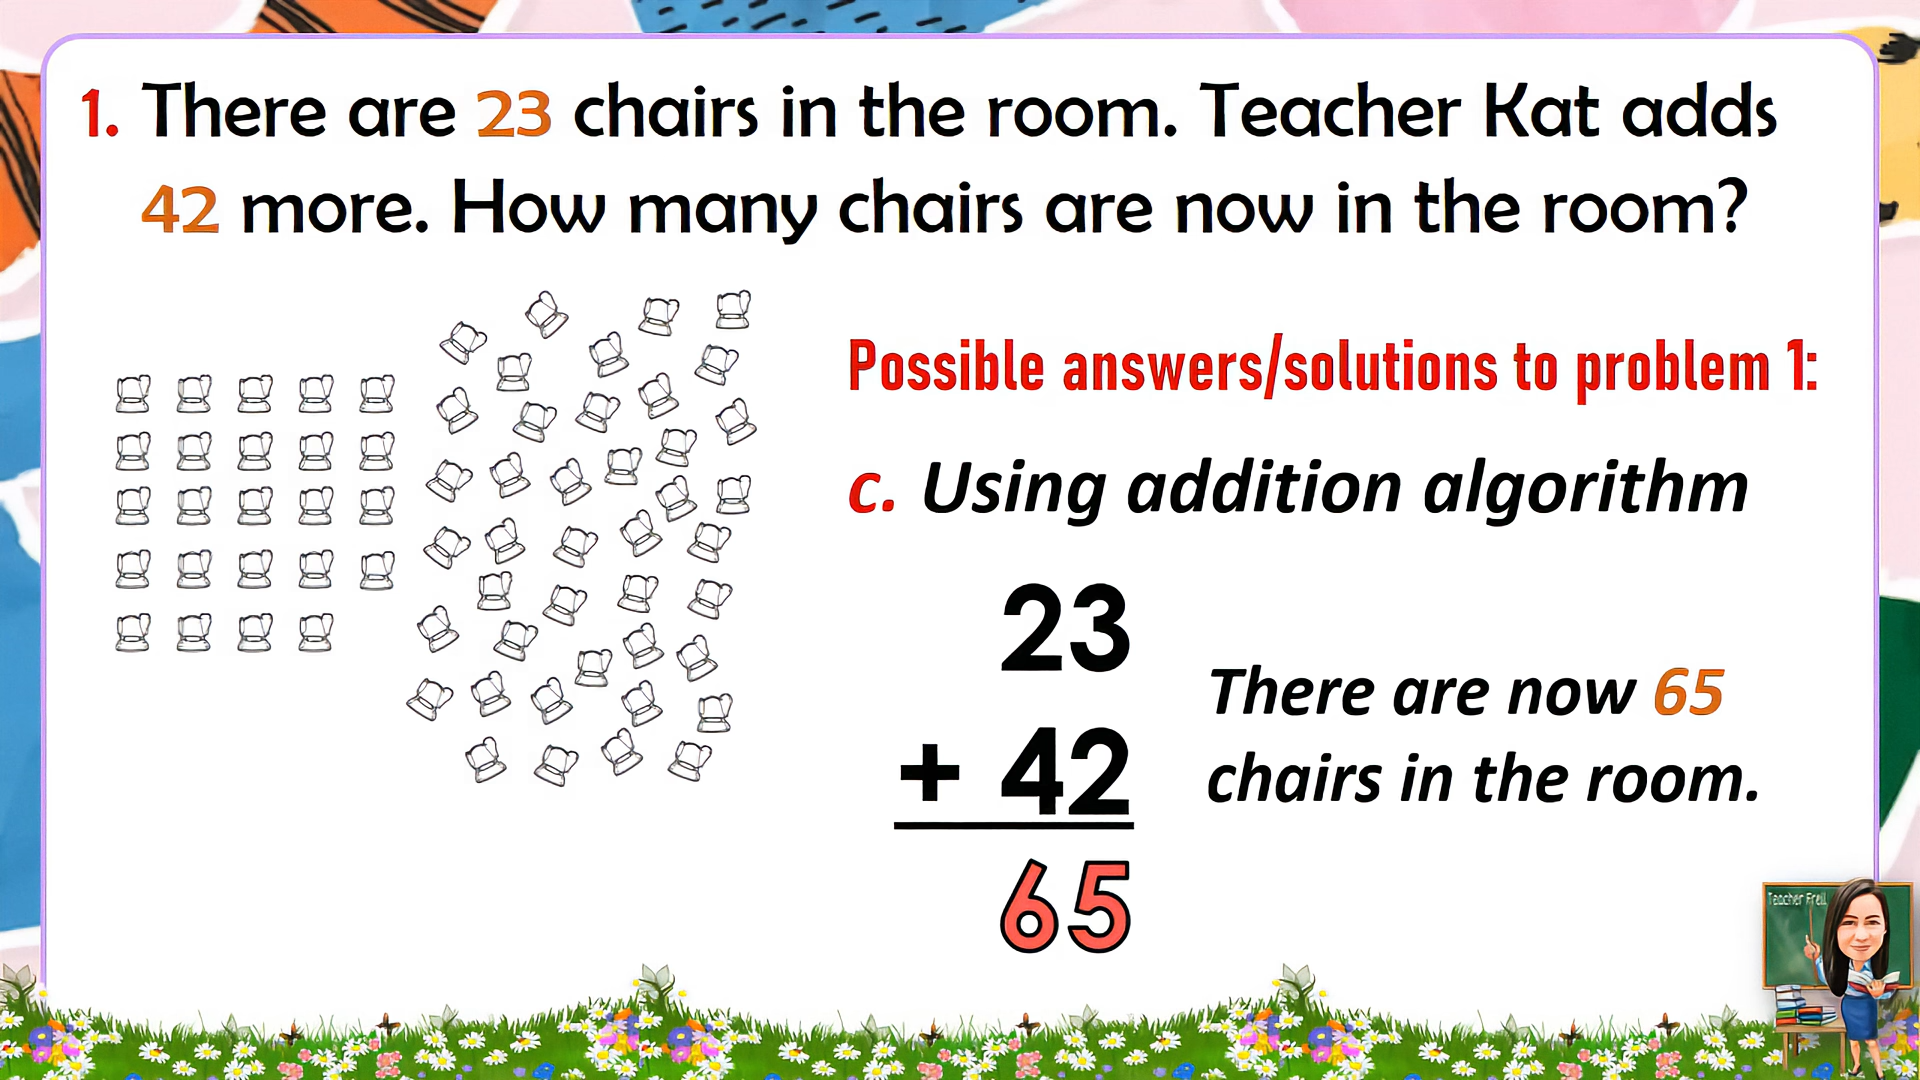 1. There are 23 chairs in the room. Teacher Kat adds
42 more. How many chairs are now in the room?
Possible answers/solutions to problem 1:
c. Using addition algorithm
23
+ 42
65
There are now 65
chairs in the room.
Teacher Frell